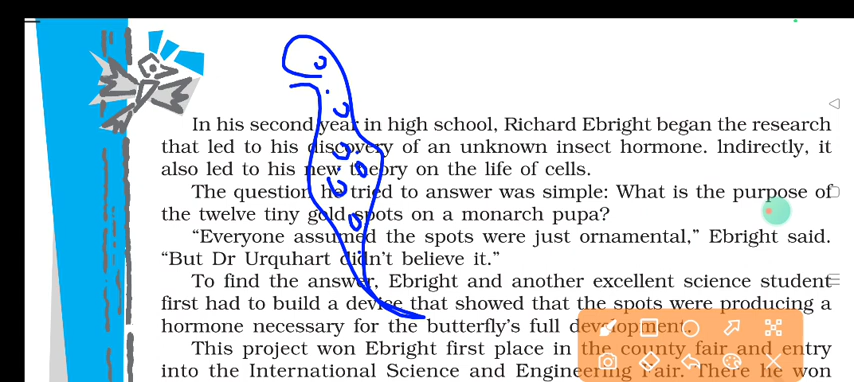 In his second year in high school, Richard Ebright began the research
that led to his discovery of an unknown insect hormone. Indirectly, it
also led to his new theory on the life of cells.
The question he tried to answer was simple: What is the purpose of
the twelve tiny gold spots on a monarch pupa?
“Everyone assumed the spots were just ornamental,” Ebright said.
“But Dr Urquhart didn’t believe it.”
To find the answer, Ebright and another excellent science student
first had to build a device that showed that the spots were producing a
hormone necessary for the butterfly’s full development.
This project won Ebright first place in the county fair and entry
into the International Science and Engineering Fair. There he won